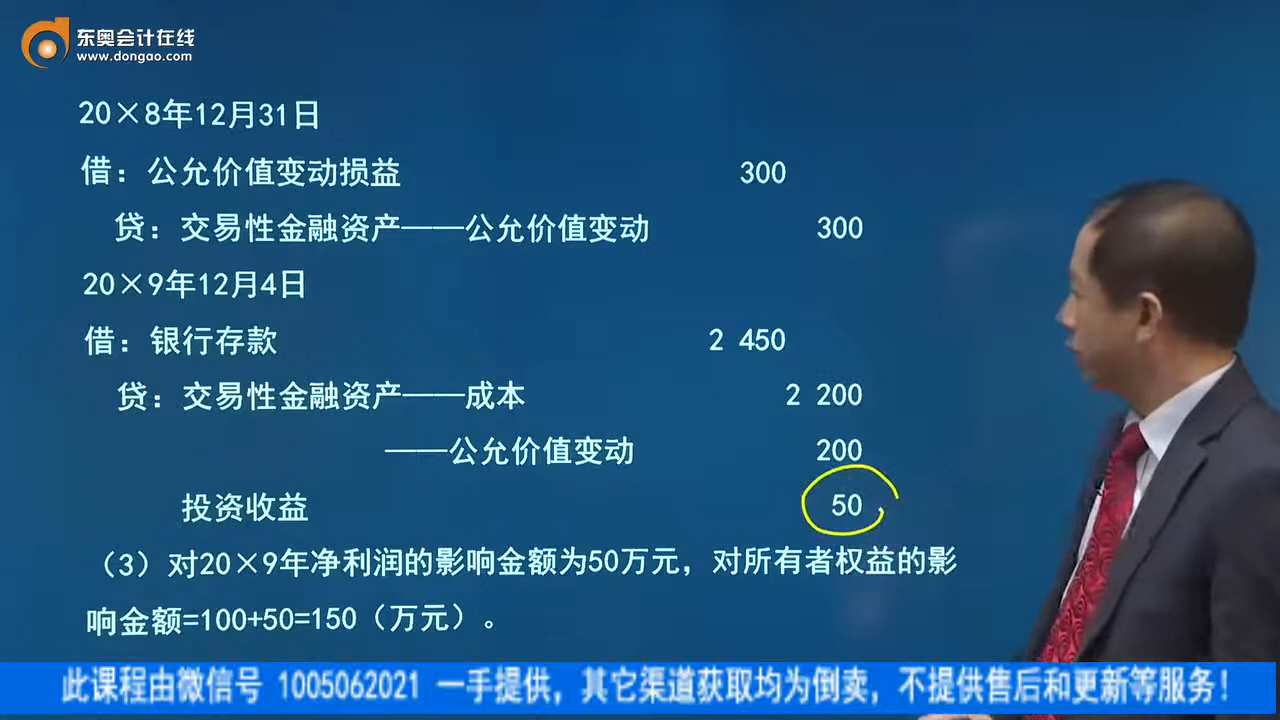 东奥会计在线
www.dongao.com
20×8年12月31日
借：公允价值变动损益 300
贷：交易性金融资产——公允价值变动 300
20×9年12月4日
借：银行存款 2 450
贷：交易性金融资产——成本 2 200
——公允价值变动 200
投资收益 50
（3）对20×9年净利润的影响金额为50万元，对所有者权益的影
响金额=100+50=150（万元）。
此课程由微信号 1005062021 一手提供，其它渠道获取均为倒卖，不提供售后和更新等服务！